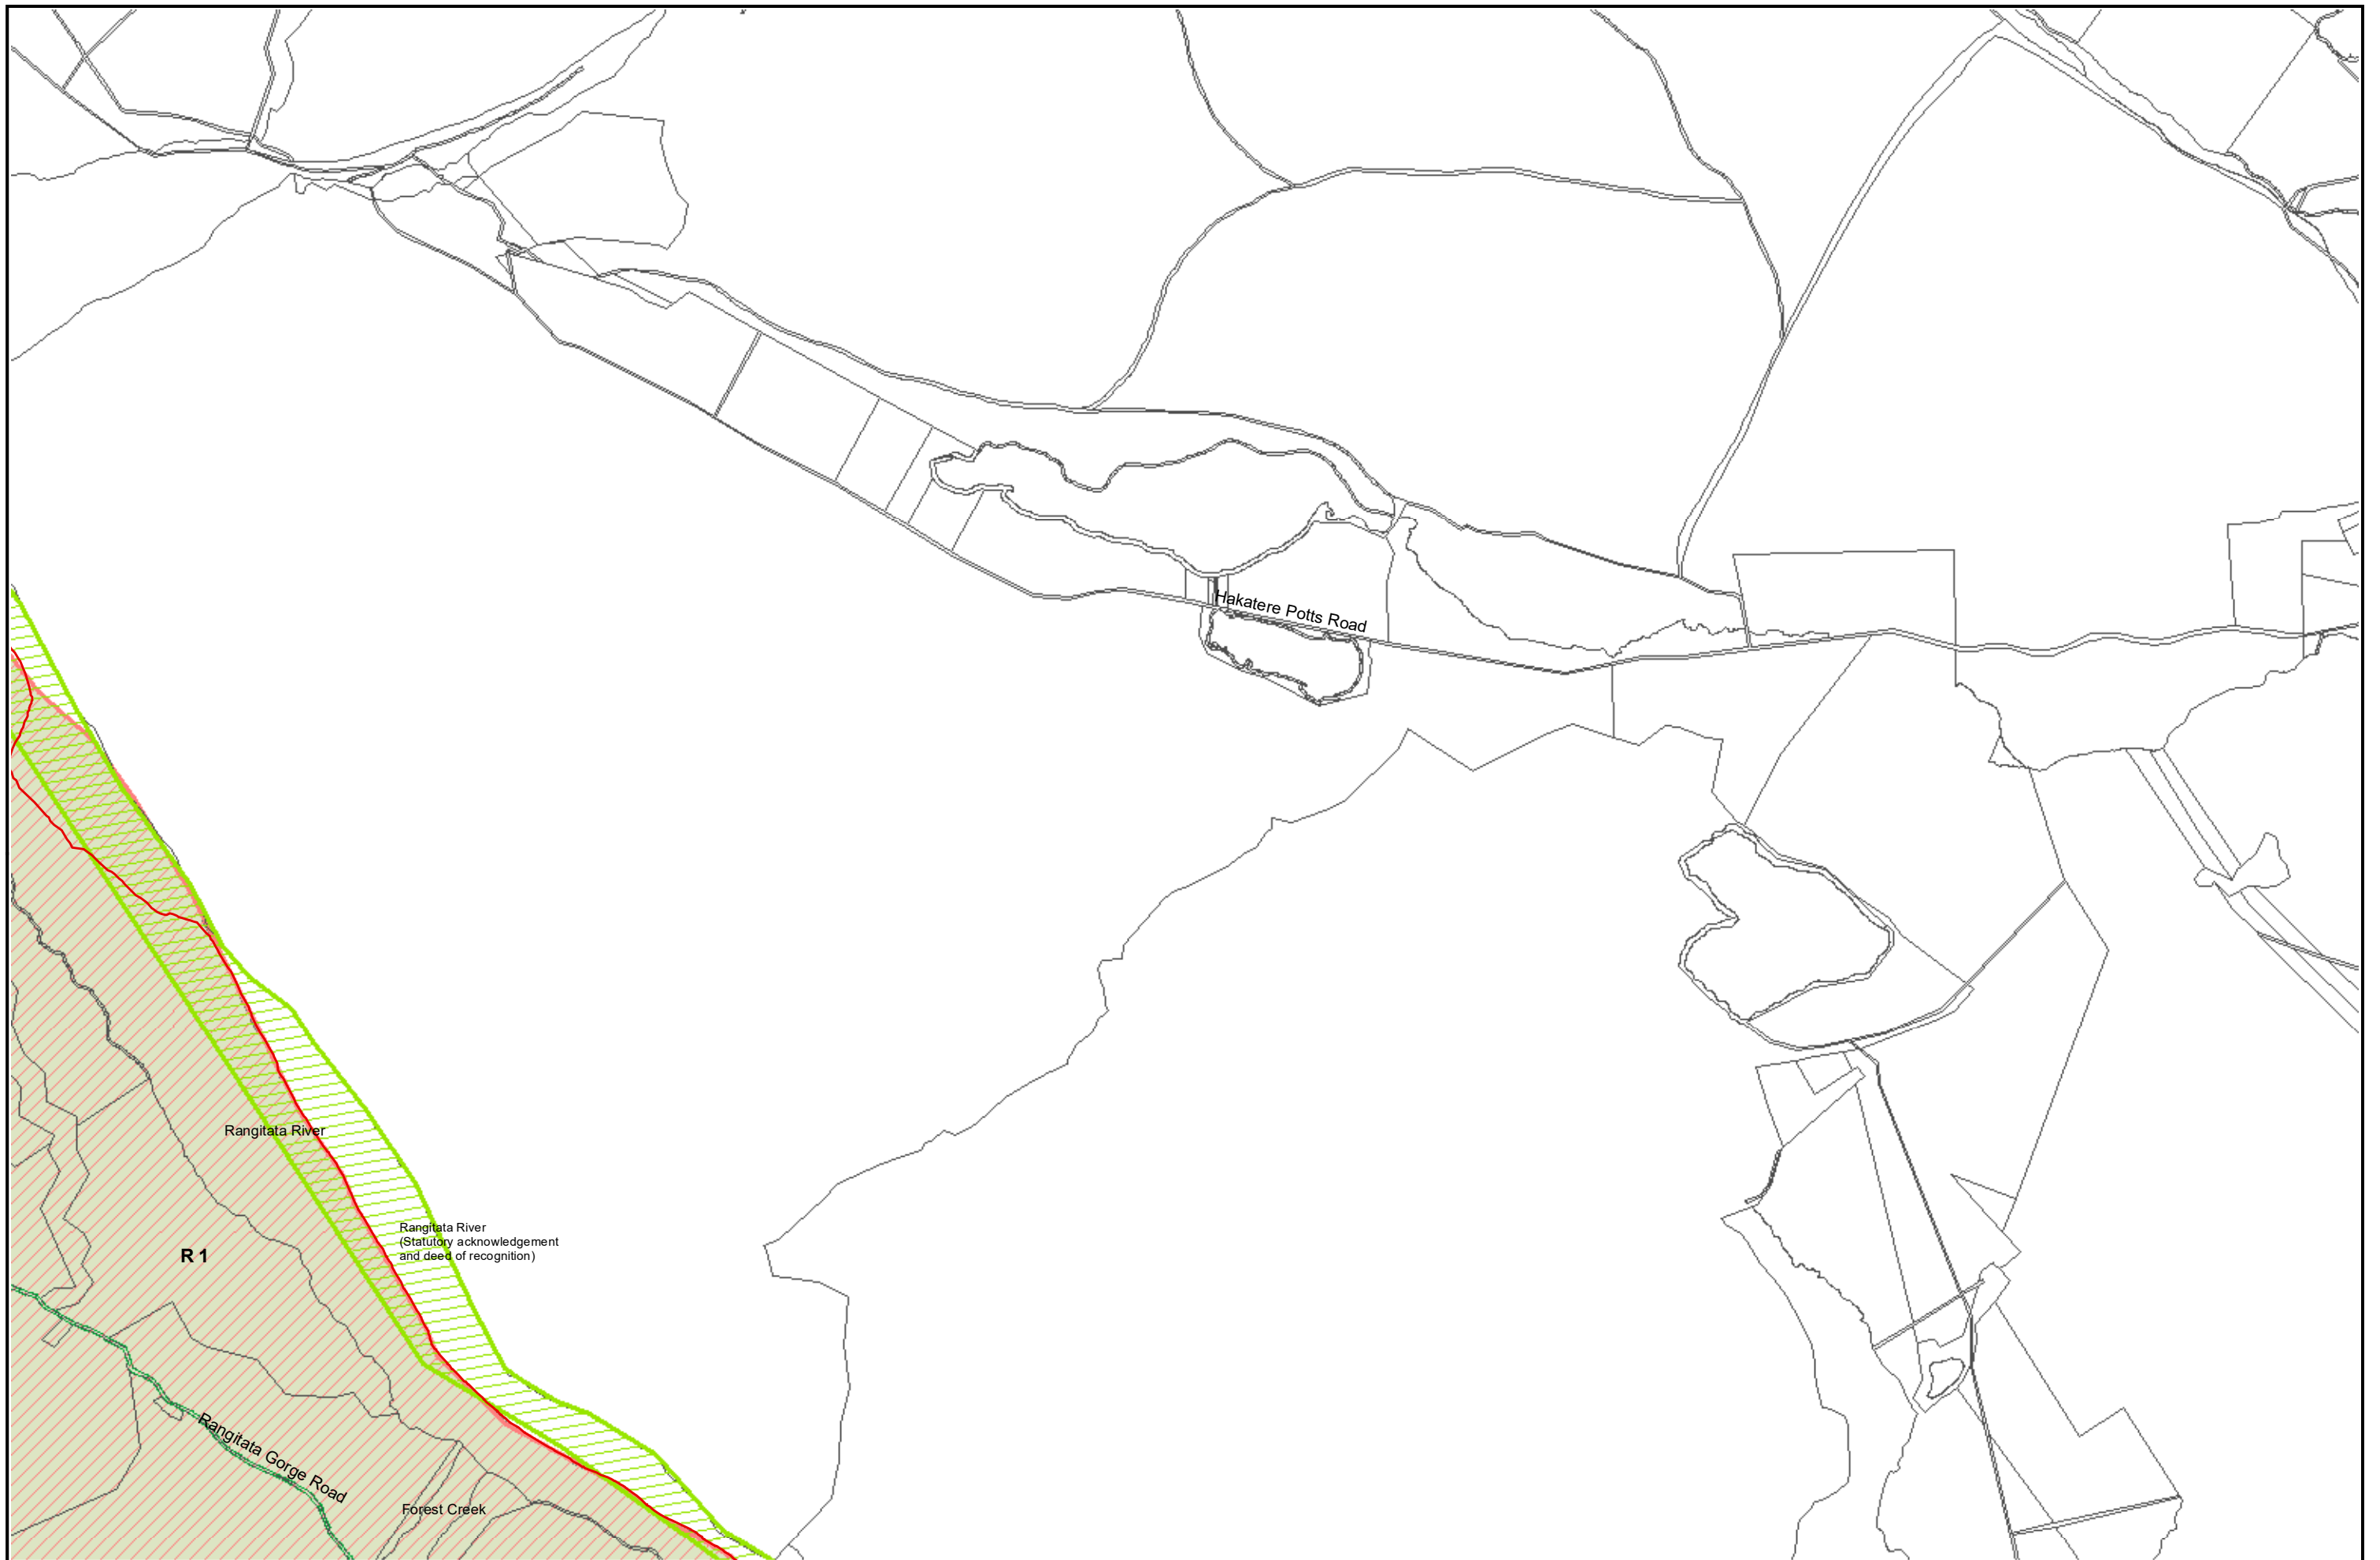 Hakatere Potts Road
Rangitata River
Rangitata River
(Statutory acknowledgement
and deed of recognition)
R 1
Rangitata Gorge Road
Forest Creek